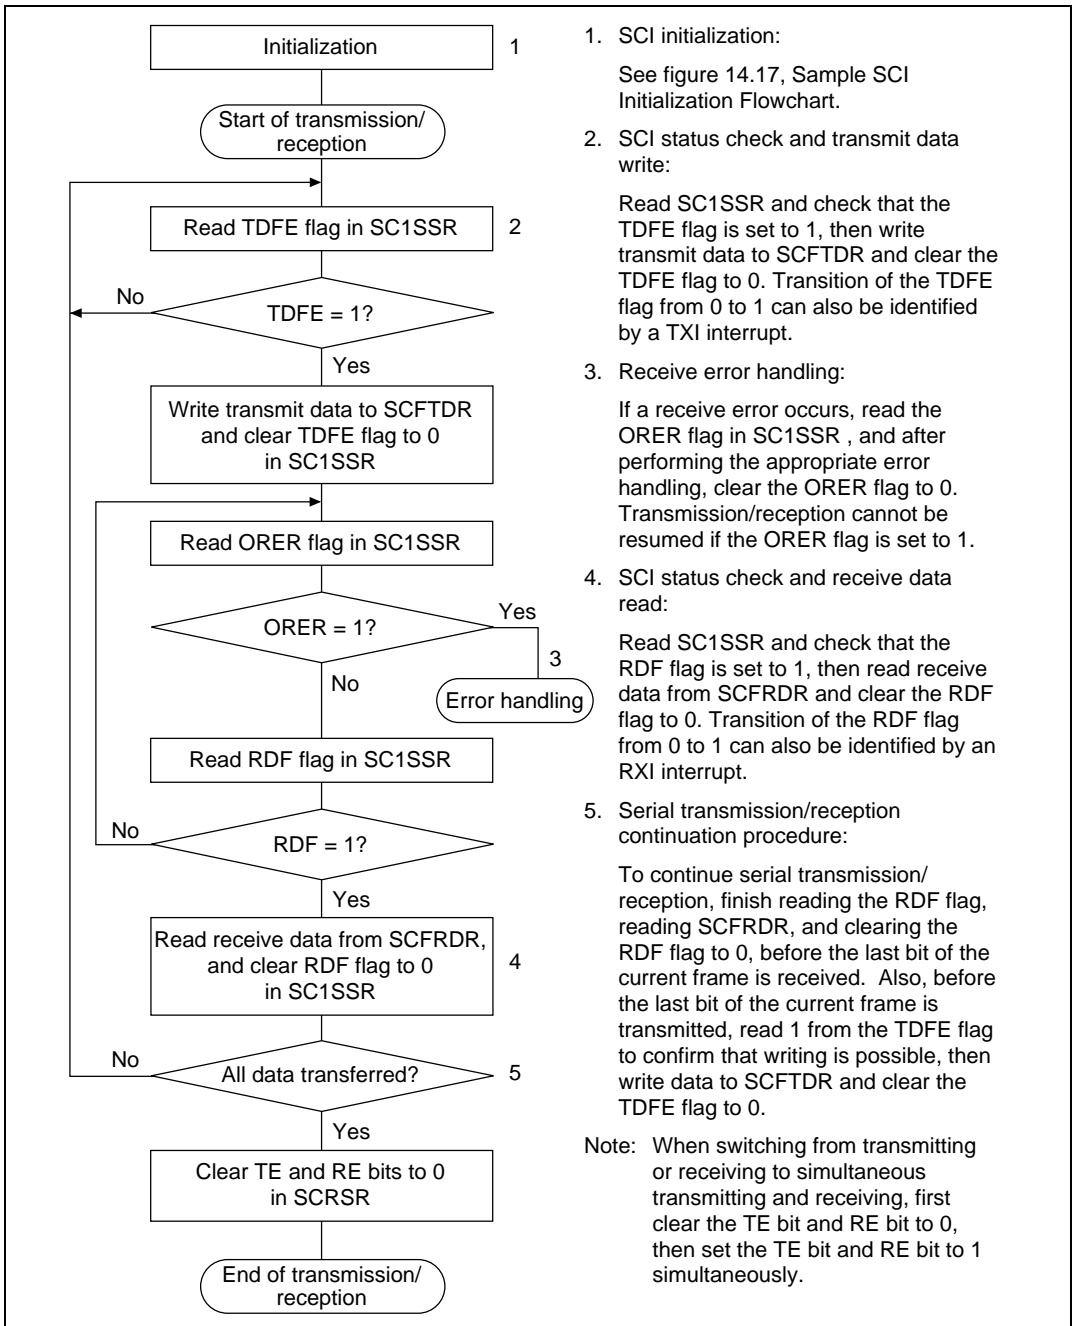 Initialization
1
Start of transmission/
reception
Read TDFE flag in SC1SSR
2
No
TDFE = 1?
Yes
Write transmit data to SCFTDR
and clear TDFE flag to 0
in SC1SSR
Read ORER flag in SC1SSR
ORER = 1?
Yes
3
No
Error handling
Read RDF flag in SC1SSR
No
RDF = 1?
Yes
Read receive data from SCFRDR,
and clear RDF flag to 0
in SC1SSR
4
No
All data transferred?
5
Yes
Clear TE and RE bits to 0
in SCRSR
End of transmission/
reception
1. SCI initialization:
See figure 14.17, Sample SCI
Initialization Flowchart.
2. SCI status check and transmit data
write:
Read SC1SSR and check that the
TDFE flag is set to 1, then write
transmit data to SCFTDR and clear the
TDFE flag to 0. Transition of the TDFE
flag from 0 to 1 can also be identified
by a TXI interrupt.
3. Receive error handling:
If a receive error occurs, read the
ORER flag in SC1SSR , and after
performing the appropriate error
handling, clear the ORER flag to 0.
Transmission/reception cannot be
resumed if the ORER flag is set to 1.
4. SCI status check and receive data
read:
Read SC1SSR and check that the
RDF flag is set to 1, then read receive
data from SCFRDR and clear the RDF
flag to 0. Transition of the RDF flag
from 0 to 1 can also be identified by an
RXI interrupt.
5. Serial transmission/reception
continuation procedure:
To continue serial transmission/
reception, finish reading the RDF flag,
reading SCFRDR, and clearing the
RDF flag to 0, before the last bit of the
current frame is received. Also, before
the last bit of the current frame is
transmitted, read 1 from the TDFE flag
to confirm that writing is possible, then
write data to SCFTDR and clear the
TDFE flag to 0.
Note: When switching from transmitting
or receiving to simultaneous
transmitting and receiving, first
clear the TE bit and RE bit to 0,
then set the TE bit and RE bit to 1
simultaneously.